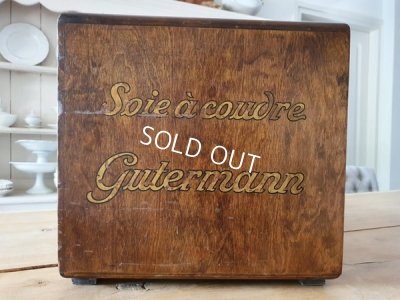 Soie à coudre
SOLD OUT
Gutermann